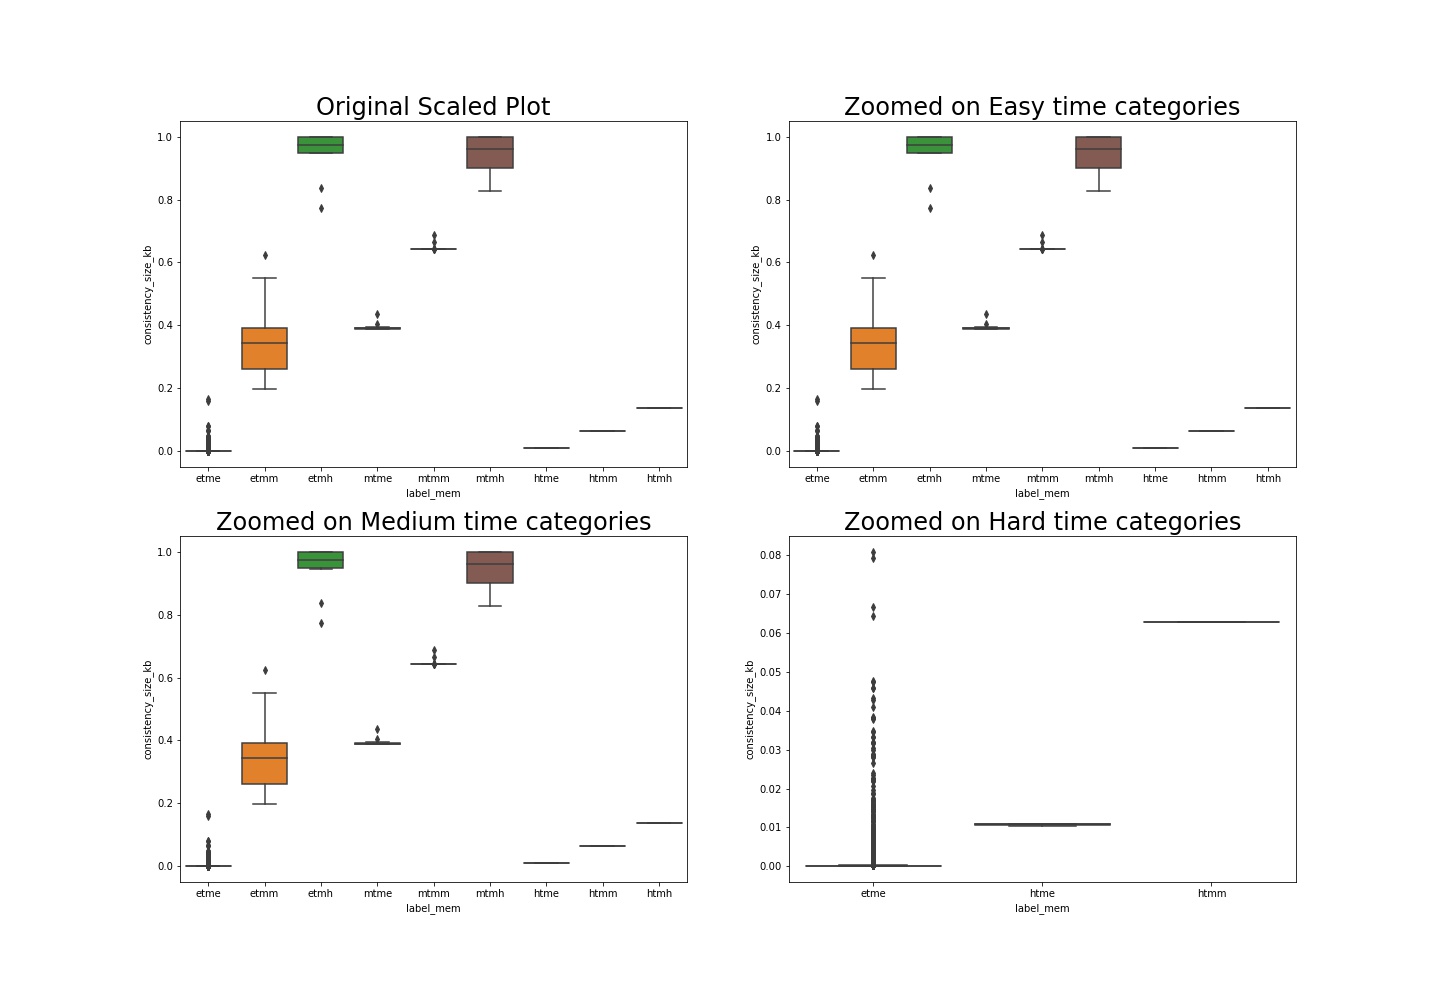 Original Scaled Plot
1.0
0.8
0.6
0.4
0.2
0.0
consistency_size_kb
etme etmm etmh mtme mtmm mtmh htme htmm htmh
label_mem
Zoomed on Easy time categories
1.0
0.8
0.6
0.4
0.2
0.0
consistency_size_kb
etme etmm etmh mtme mtmm mtmh htme htmm htmh
label_mem
Zoomed on Medium time categories
1.0
0.8
0.6
0.4
0.2
0.0
consistency_size_kb
etme etmm etmh mtme mtmm mtmh htme htmm htmh
label_mem
Zoomed on Hard time categories
0.08
0.07
0.06
0.05
0.04
0.03
0.02
0.01
0.00
consistency_size_kb
etme htme htmm
label_mem